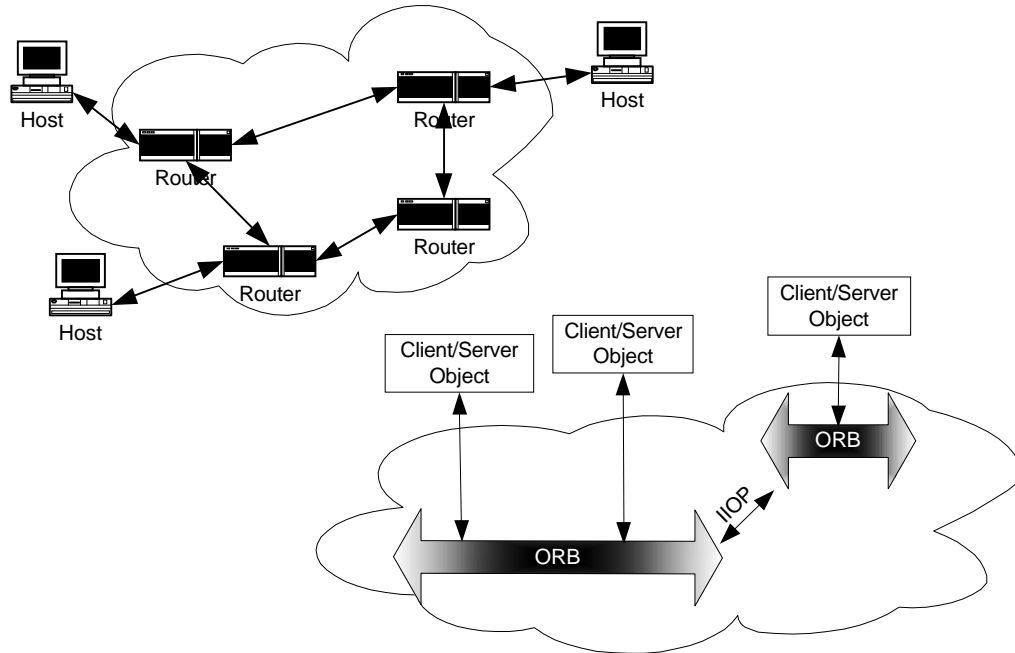 Host
Router
Host
Router
Router
Router
Host
Client/Server
Object
Client/Server
Object
Client/Server
Object
ORB
IIOP
ORB